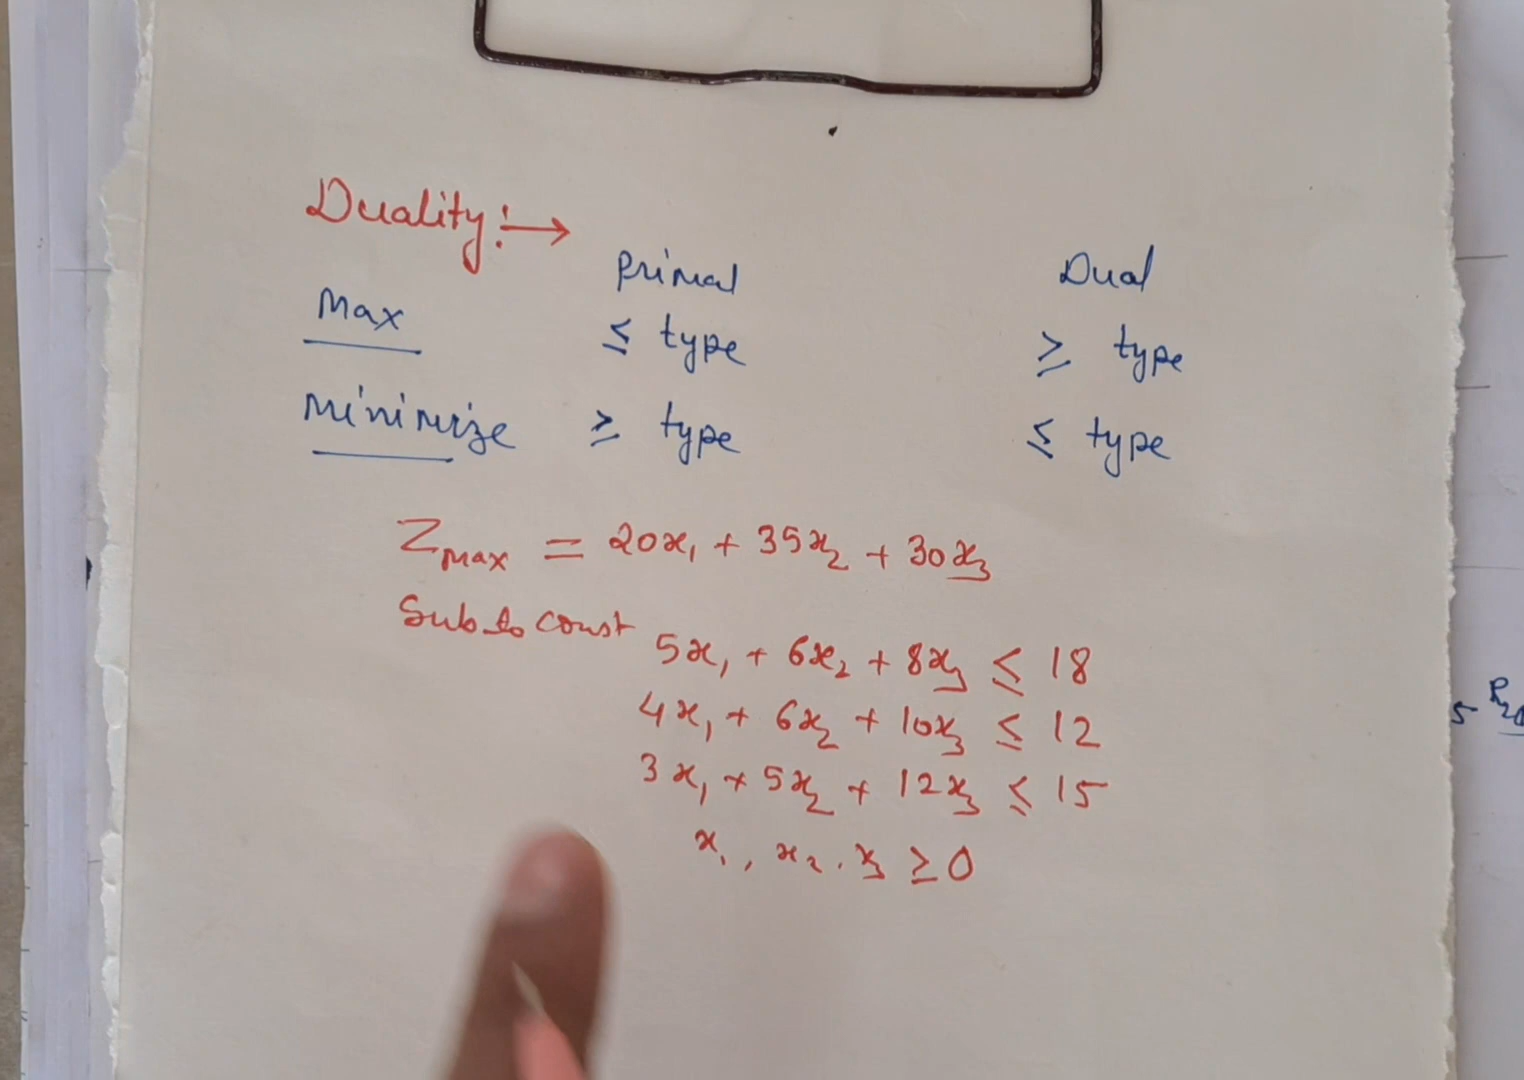 Duality:→
Primal Dual
Max ≤ type ≥ type
Minimize ≥ type ≤ type
Zmax = 20x₁ + 35x₂ + 30x₃
Sub to const
5x₁ + 6x₂ + 8x₃ ≤ 18
4x₁ + 6x₂ + 10x₃ ≤ 12
3x₁ + 5x₂ + 12x₃ ≤ 15
x₁, x₂, x₃ ≥ 0